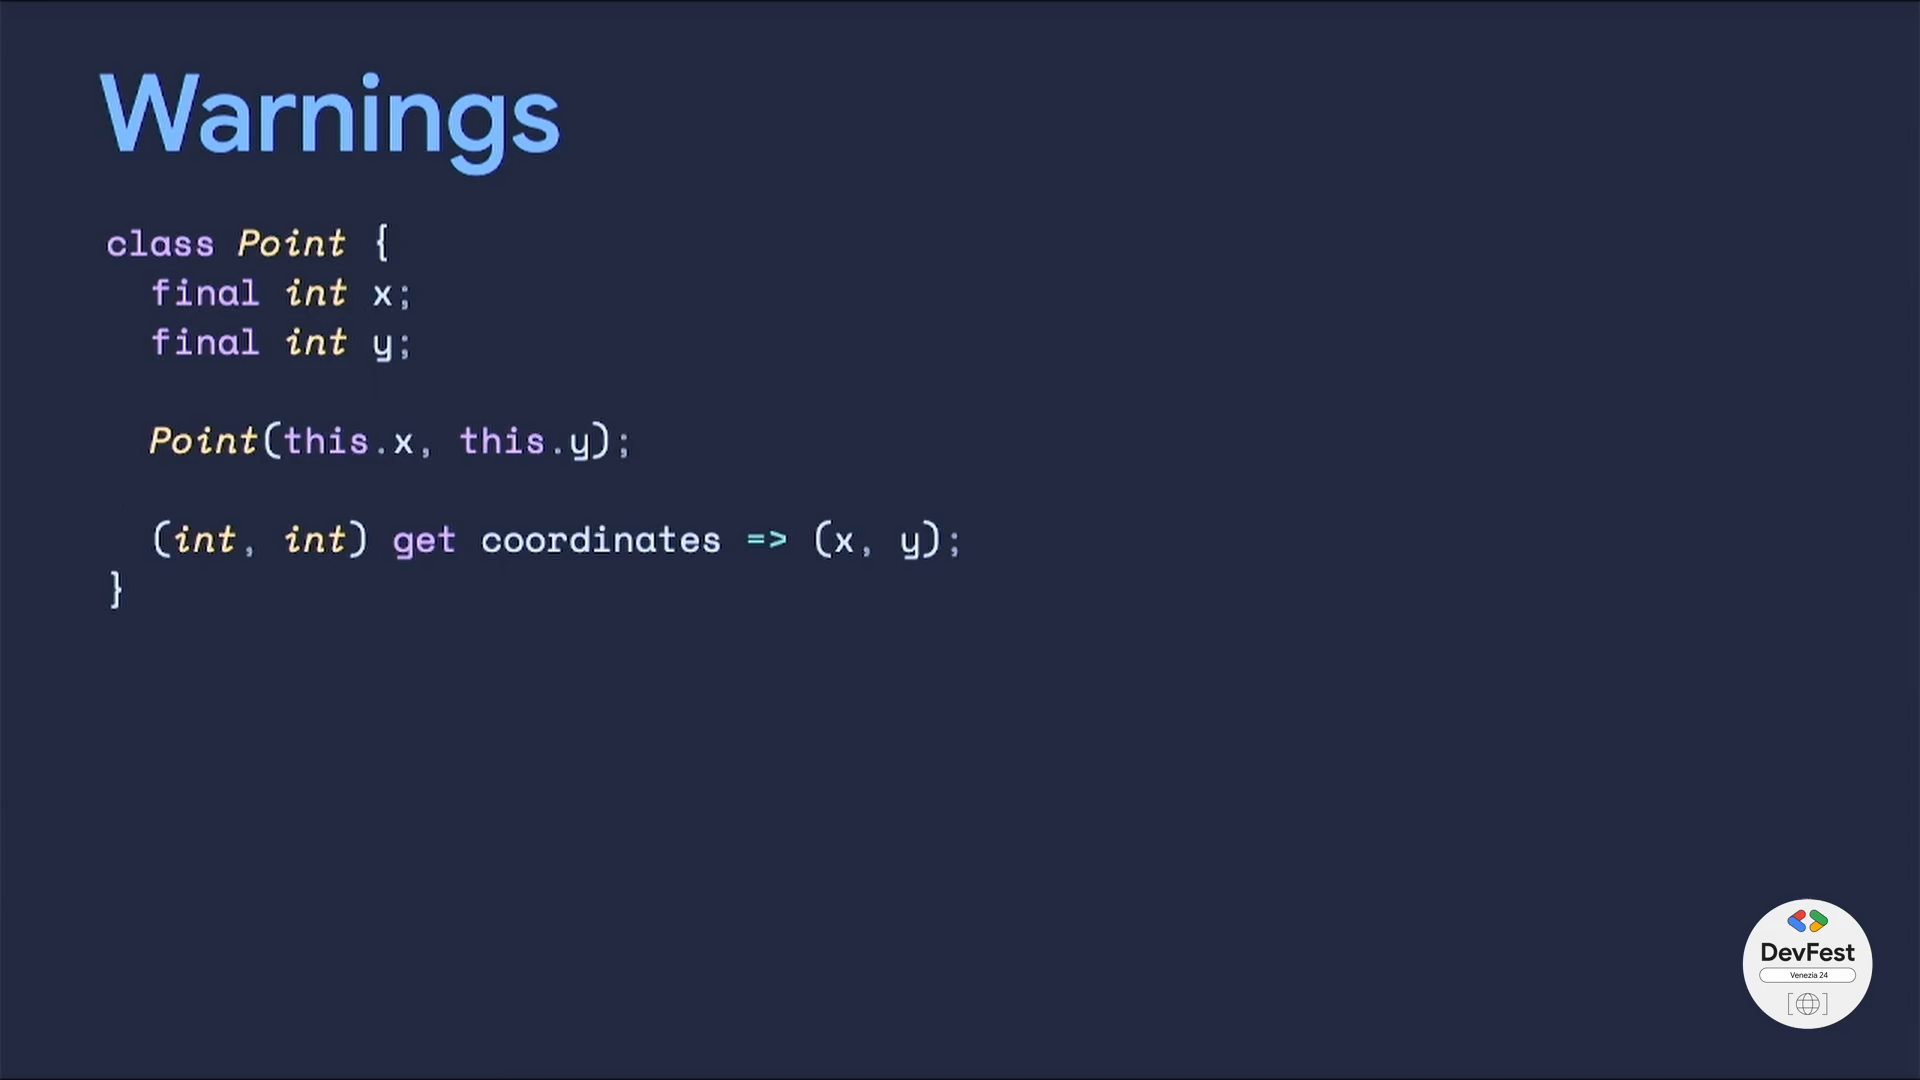 Warnings
class Point {
  final int x;
  final int y;

  Point(this.x, this.y);

  (int, int) get coordinates => (x, y);
}
DevFest
Venezia 24